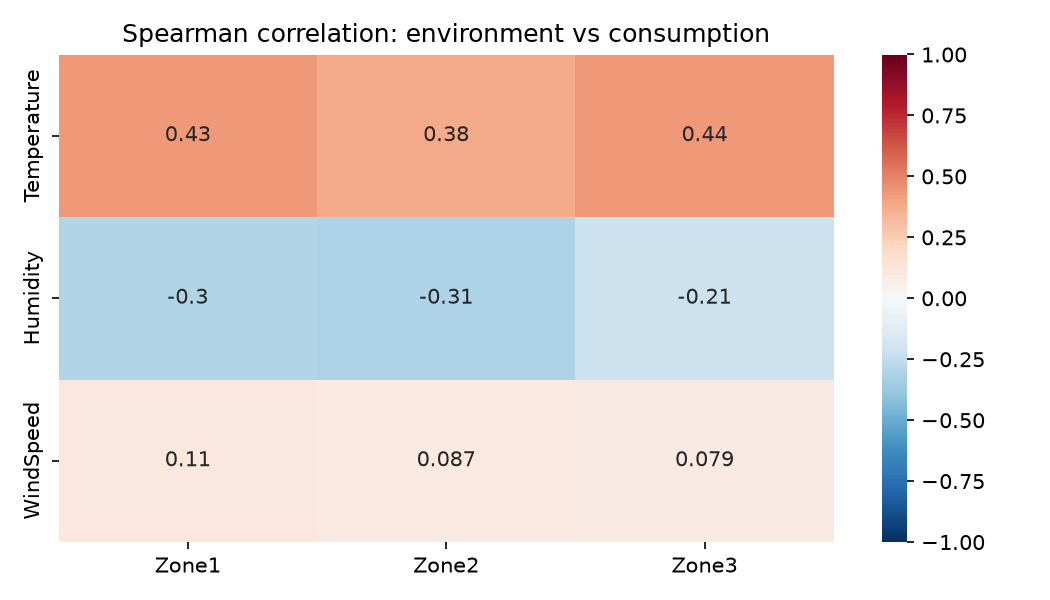 Spearman correlation: environment vs consumption
Temperature
0.43 0.38 0.44
Humidity
-0.3 -0.31 -0.21
WindSpeed
0.11 0.087 0.079
Zone1 Zone2 Zone3
1.00
0.75
0.50
0.25
0.00
−0.25
−0.50
−0.75
−1.00